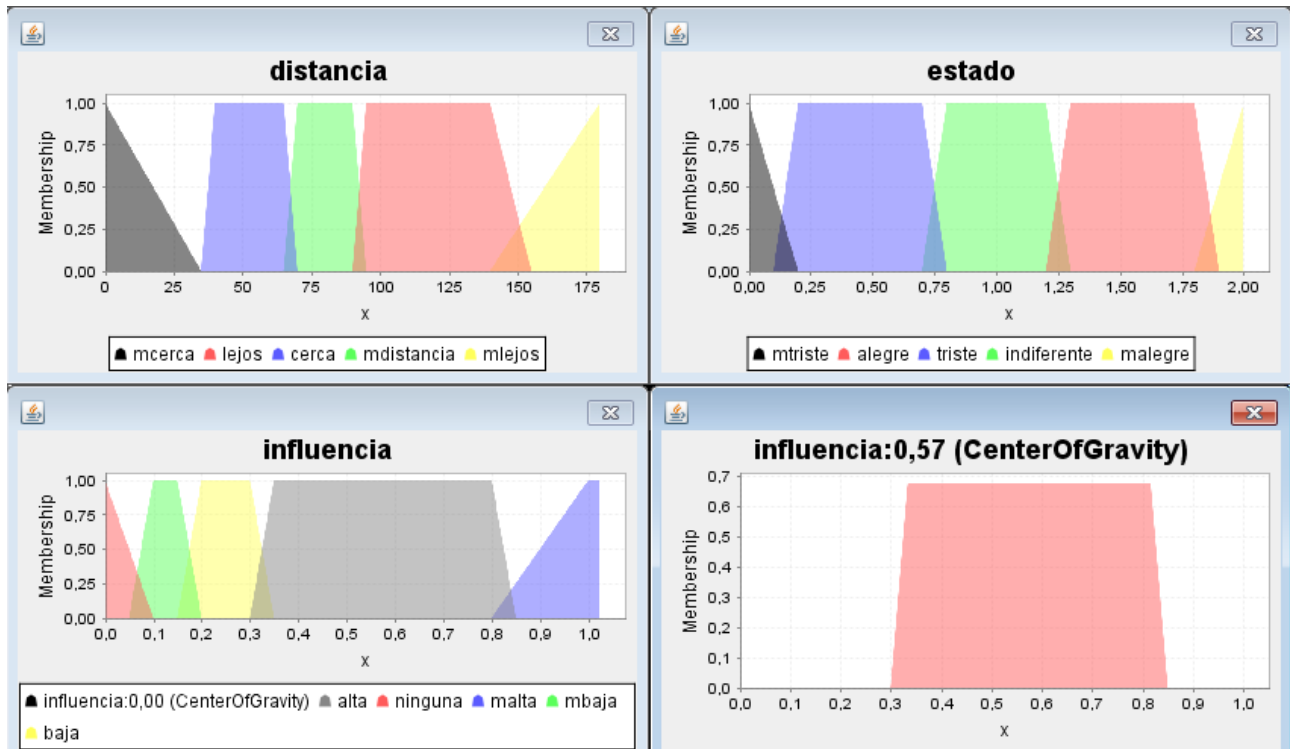 distancia
Membership
1,00
0,75
0,50
0,25
0,00
0 25 50 75 100 125 150 175
X
mcerca lejos cerca mdistancia mlejos
estado
Membership
1,00
0,75
0,50
0,25
0,00
0,00 0,25 0,50 0,75 1,00 1,25 1,50 1,75 2,00
X
mtriste alegre triste indiferente malegre
influencia
Membership
1,00
0,75
0,50
0,25
0,00
0,0 0,1 0,2 0,3 0,4 0,5 0,6 0,7 0,8 0,9 1,0
X
influencia:0,00 (CenterOfGravity) alta ninguna malta mbaja
baja
influencia:0,57 (CenterOfGravity)
Membership
0,7
0,6
0,5
0,4
0,3
0,2
0,1
0,0
0,0 0,1 0,2 0,3 0,4 0,5 0,6 0,7 0,8 0,9 1,0
X